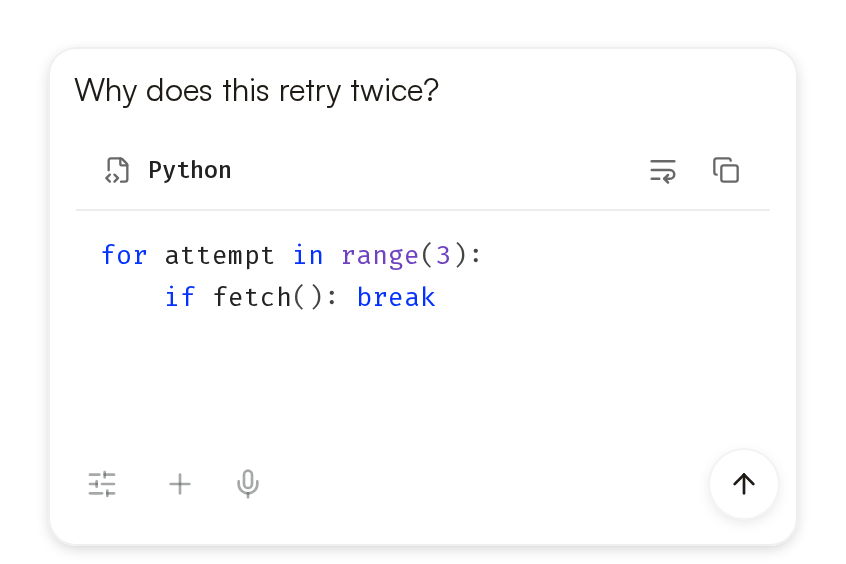 Why does this retry twice?
Python
for attempt in range(3):
    if fetch(): break